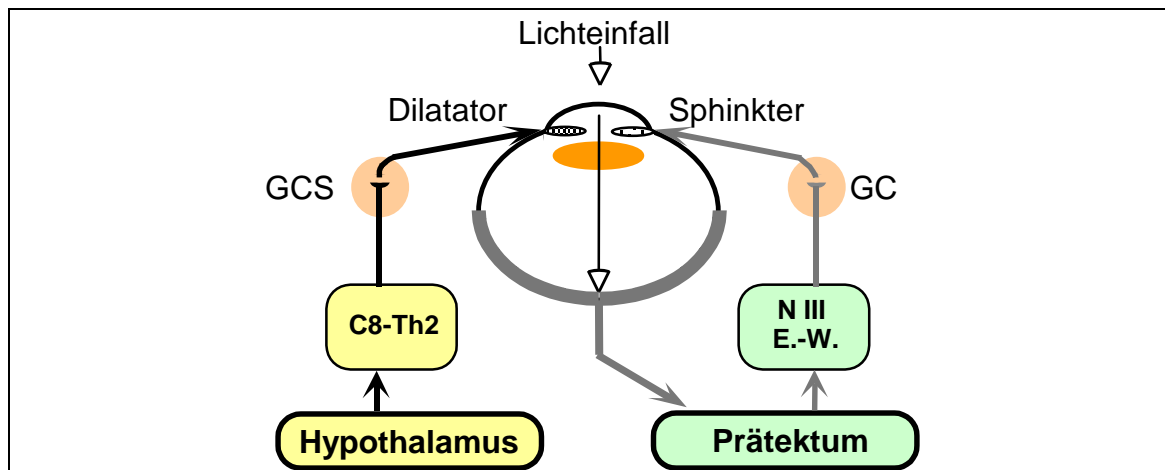 Lichteinfall
Dilatator
Sphinkter
GCS
GC
C8-Th2
N III
E.-W.
Hypothalamus
Prätektum